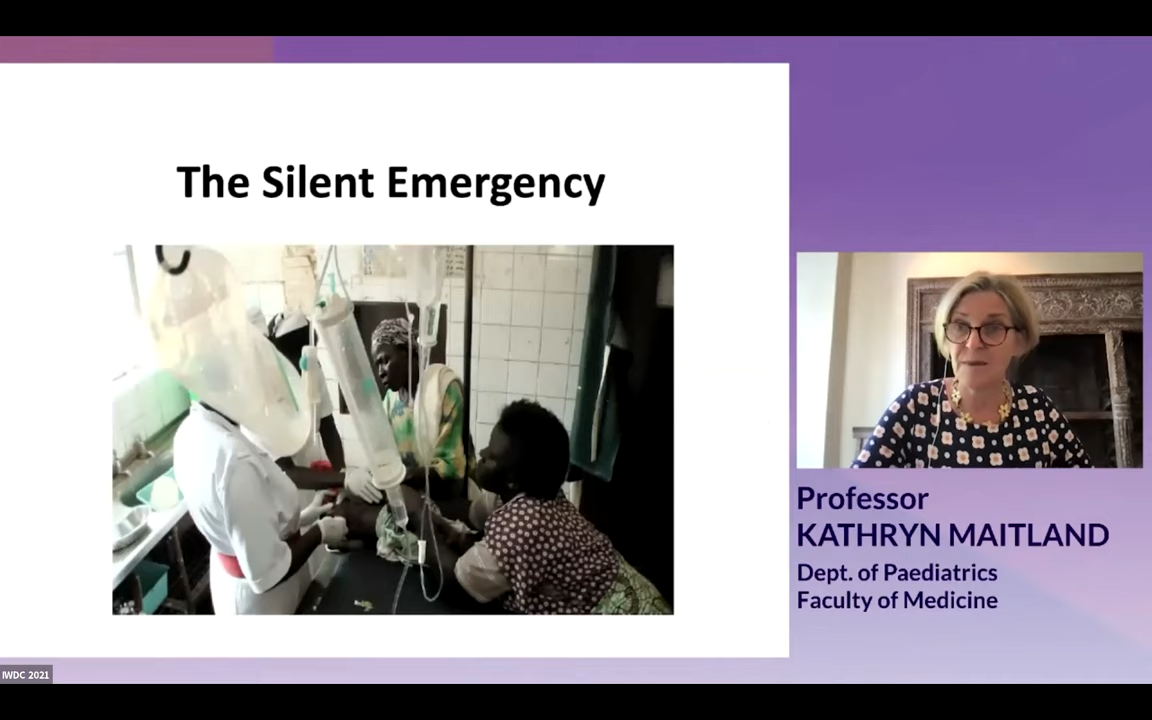 The Silent Emergency
Professor
KATHRYN MAITLAND
Dept. of Paediatrics
Faculty of Medicine
IWDC 2021